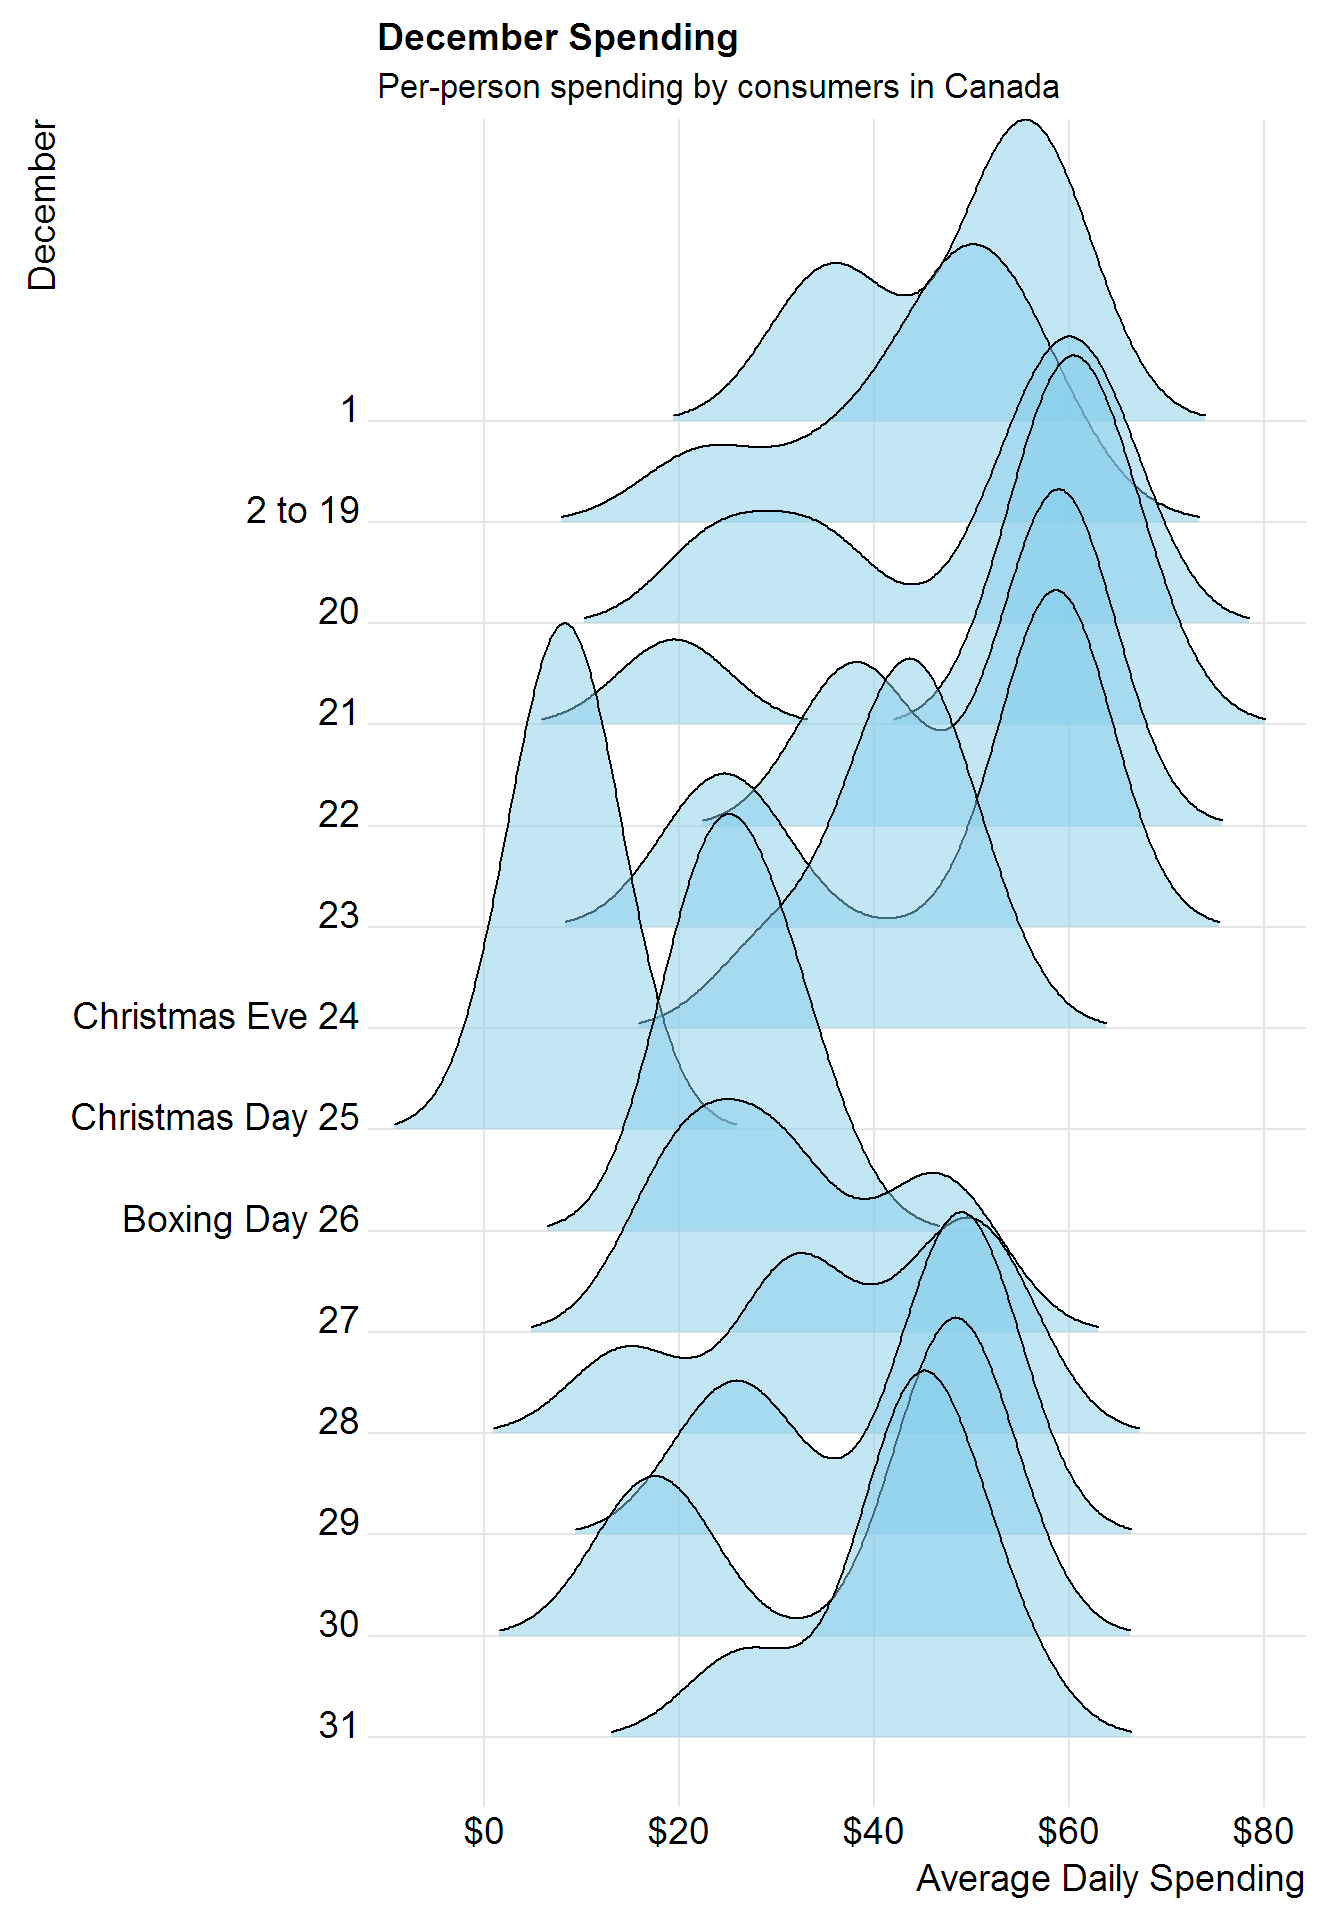 December Spending
Per-person spending by consumers in Canada
December
1
2 to 19
20
21
22
23
Christmas Eve 24
Christmas Day 25
Boxing Day 26
27
28
29
30
31
$0 $20 $40 $60 $80
Average Daily Spending